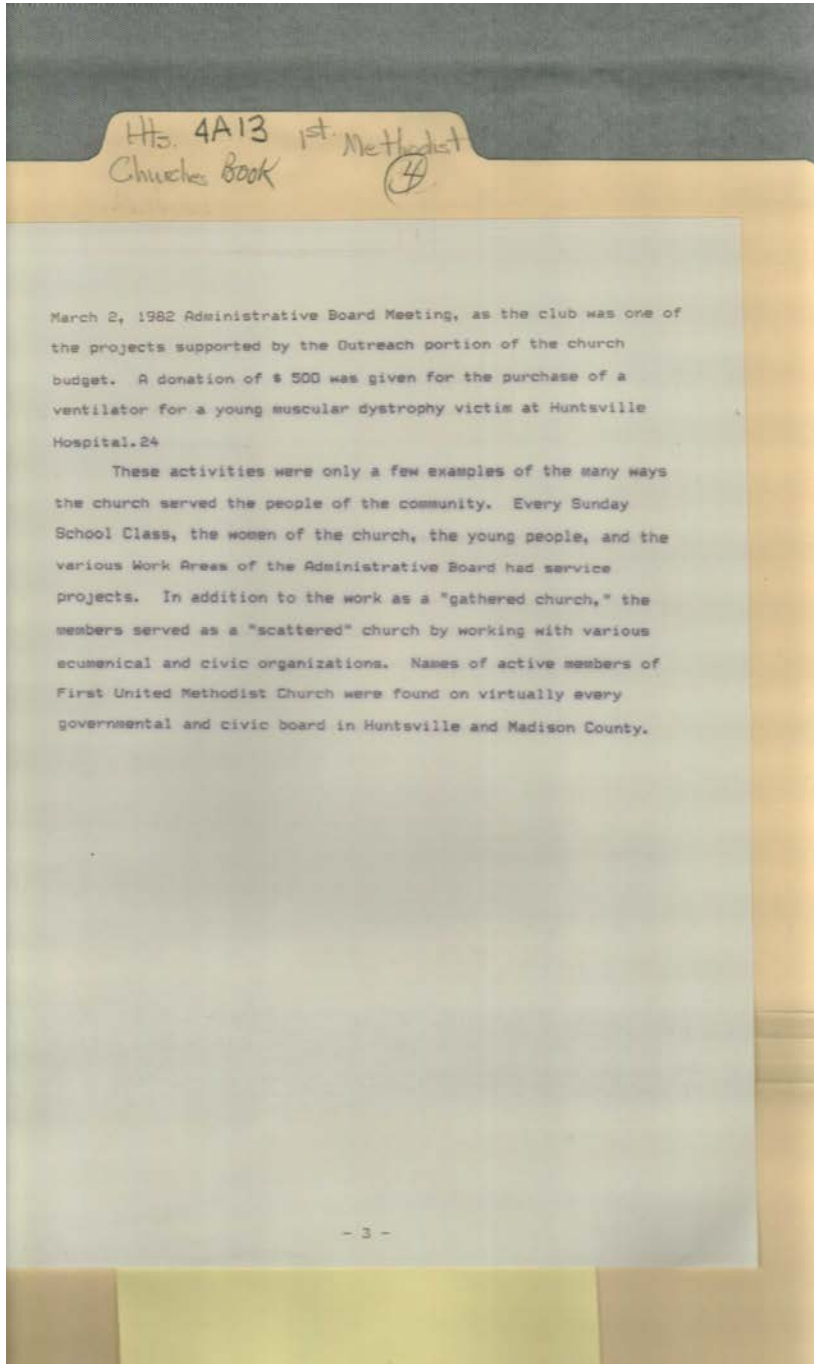 Hts. 4A13 1st. Methodist
Churches Book 4
March 2, 1982 Administrative Board Meeting, as the club was one of
the projects supported by the Outreach portion of the church
budget. A donation of $ 500 was given for the purchase of a
ventilator for a young muscular dystrophy victim at Huntsville
Hospital.24
These activities were only a few examples of the many ways
the church served the people of the community. Every Sunday
School Class, the women of the church, the young people, and the
various Work Areas of the Administrative Board had service
projects. In addition to the work as a "gathered church," the
members served as a "scattered" church by working with various
ecumenical and civic organizations. Names of active members of
First United Methodist Church were found on virtually every
governmental and civic board in Huntsville and Madison County.
- 3 -